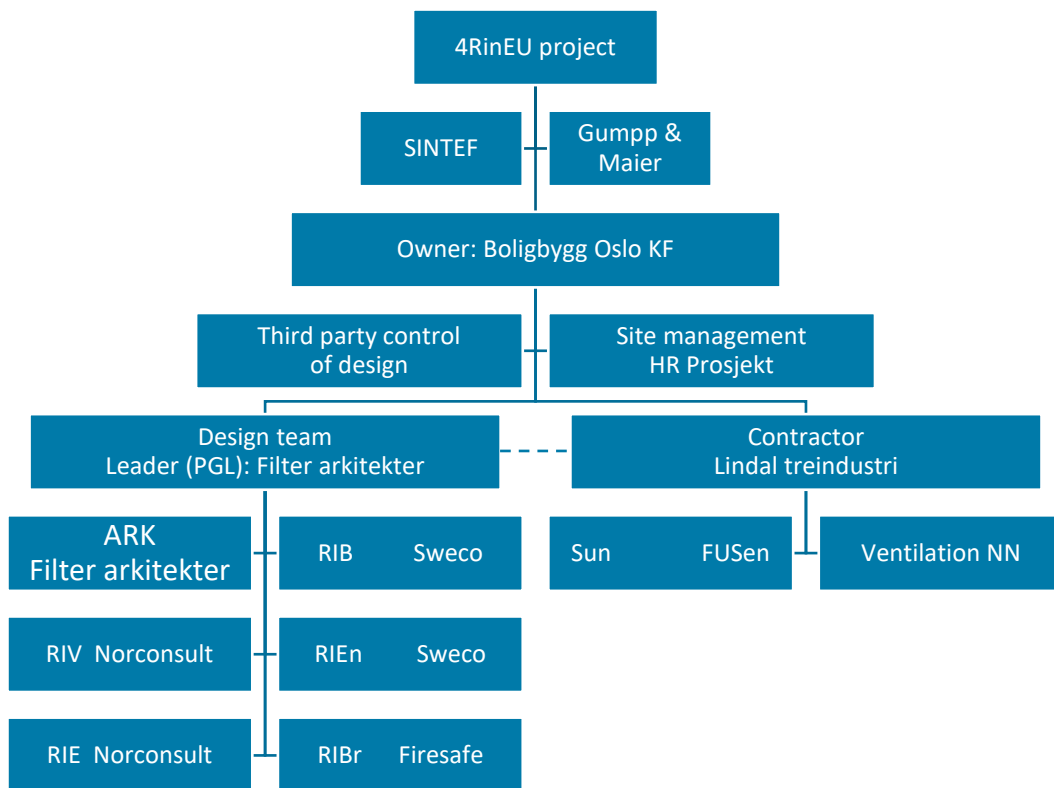 4RinEU project
SINTEF
Gumpp &
Maier
Owner: Boligbygg Oslo KF
Third party control
of design
Site management
HR Prosjekt
Design team
Leader (PGL): Filter arkitekter
Contractor
Lindal treindustri
ARK
Filter arkitekter
RIB Sweco
Sun FUSen
Ventilation NN
RIV Norconsult
RIEn Sweco
RIE Norconsult
RIBr Firesafe